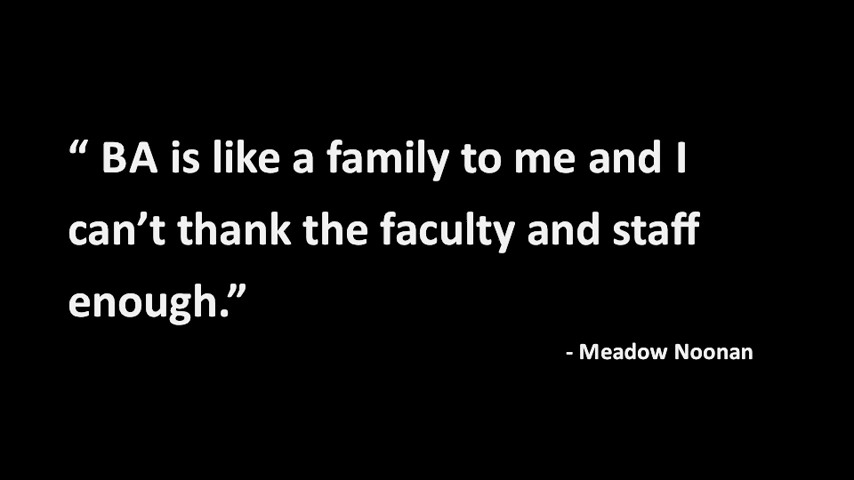 “ BA is like a family to me and I
can’t thank the faculty and staff
enough.”
- Meadow Noonan